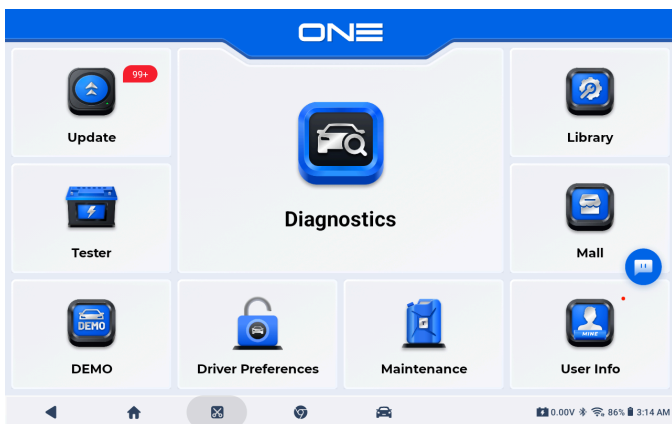 ONE
99+
Update
Diagnostics
Library
Tester
Mall
DEMO
DEMO
Driver Preferences
Maintenance
MINE
User Info
0.00V 86% 3:14 AM